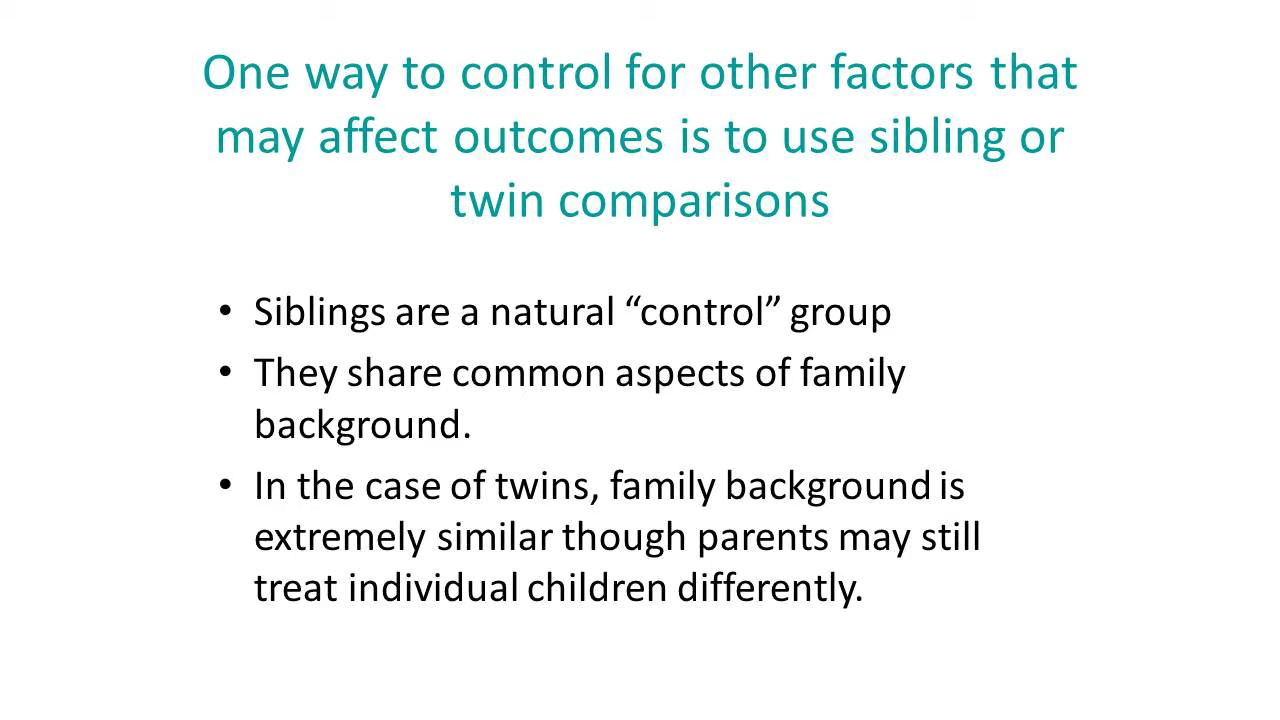 One way to control for other factors that
may affect outcomes is to use sibling or
twin comparisons
• Siblings are a natural “control” group
• They share common aspects of family
background.
• In the case of twins, family background is
extremely similar though parents may still
treat individual children differently.